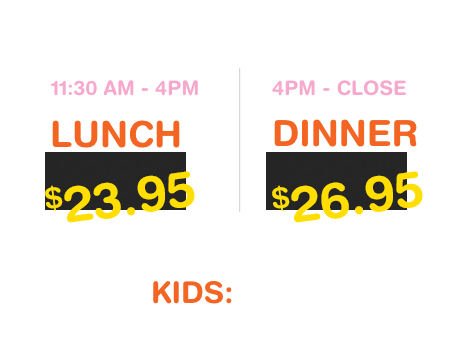 11:30 AM - 4PM
LUNCH
$23.95
4PM - CLOSE
DINNER
$26.95
KIDS: